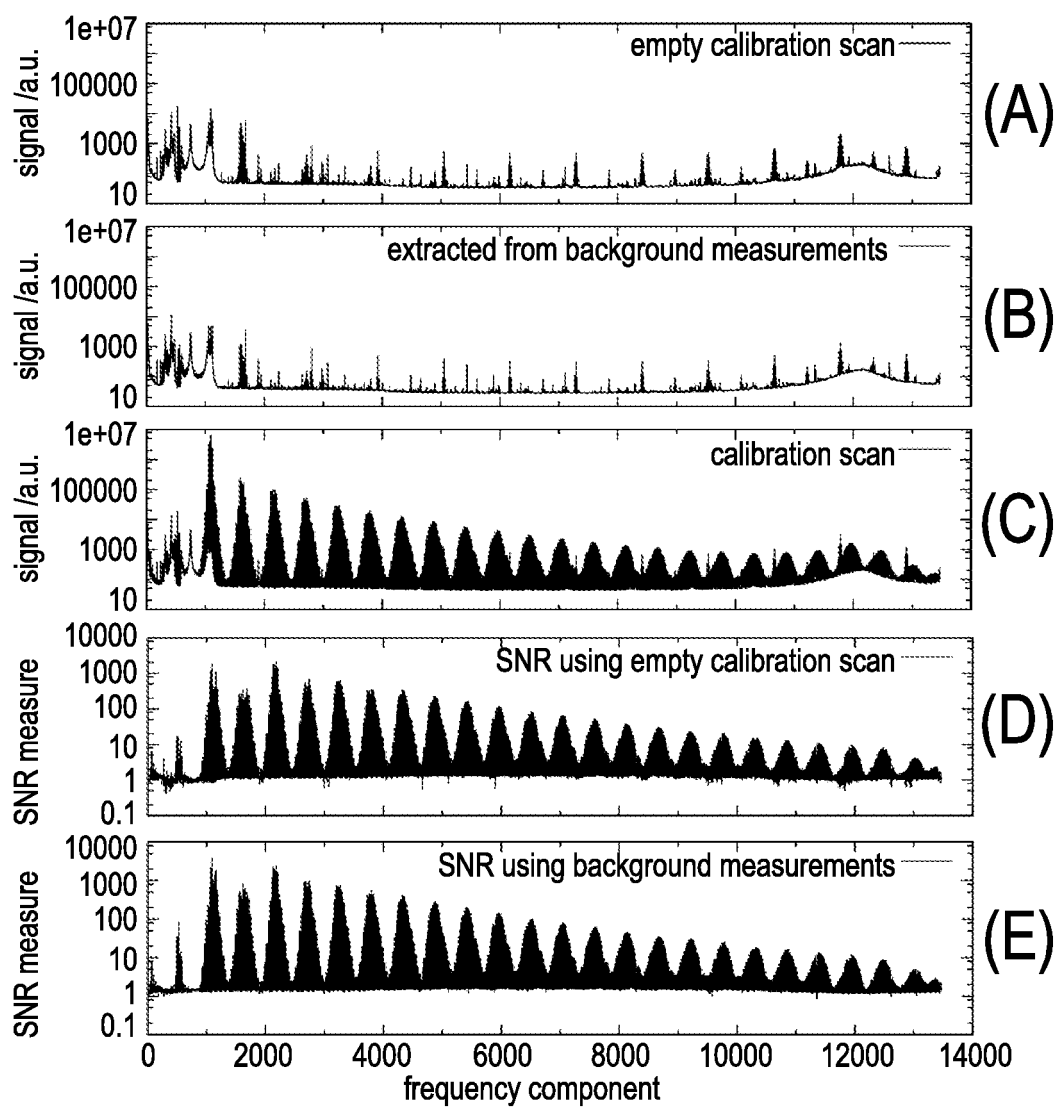 1e+07
empty calibration scan
100000
1000
10
signal /a.u.
(A)
1e+07
extracted from background measurements
100000
1000
10
signal /a.u.
(B)
1e+07
calibration scan
100000
1000
10
signal /a.u.
(C)
10000
SNR using empty calibration scan
1000
100
10
1
0.1
SNR measure
(D)
10000
SNR using background measurements
1000
100
10
1
0.1
SNR measure
(E)
0 2000 4000 6000 8000 10000 12000 14000
frequency component